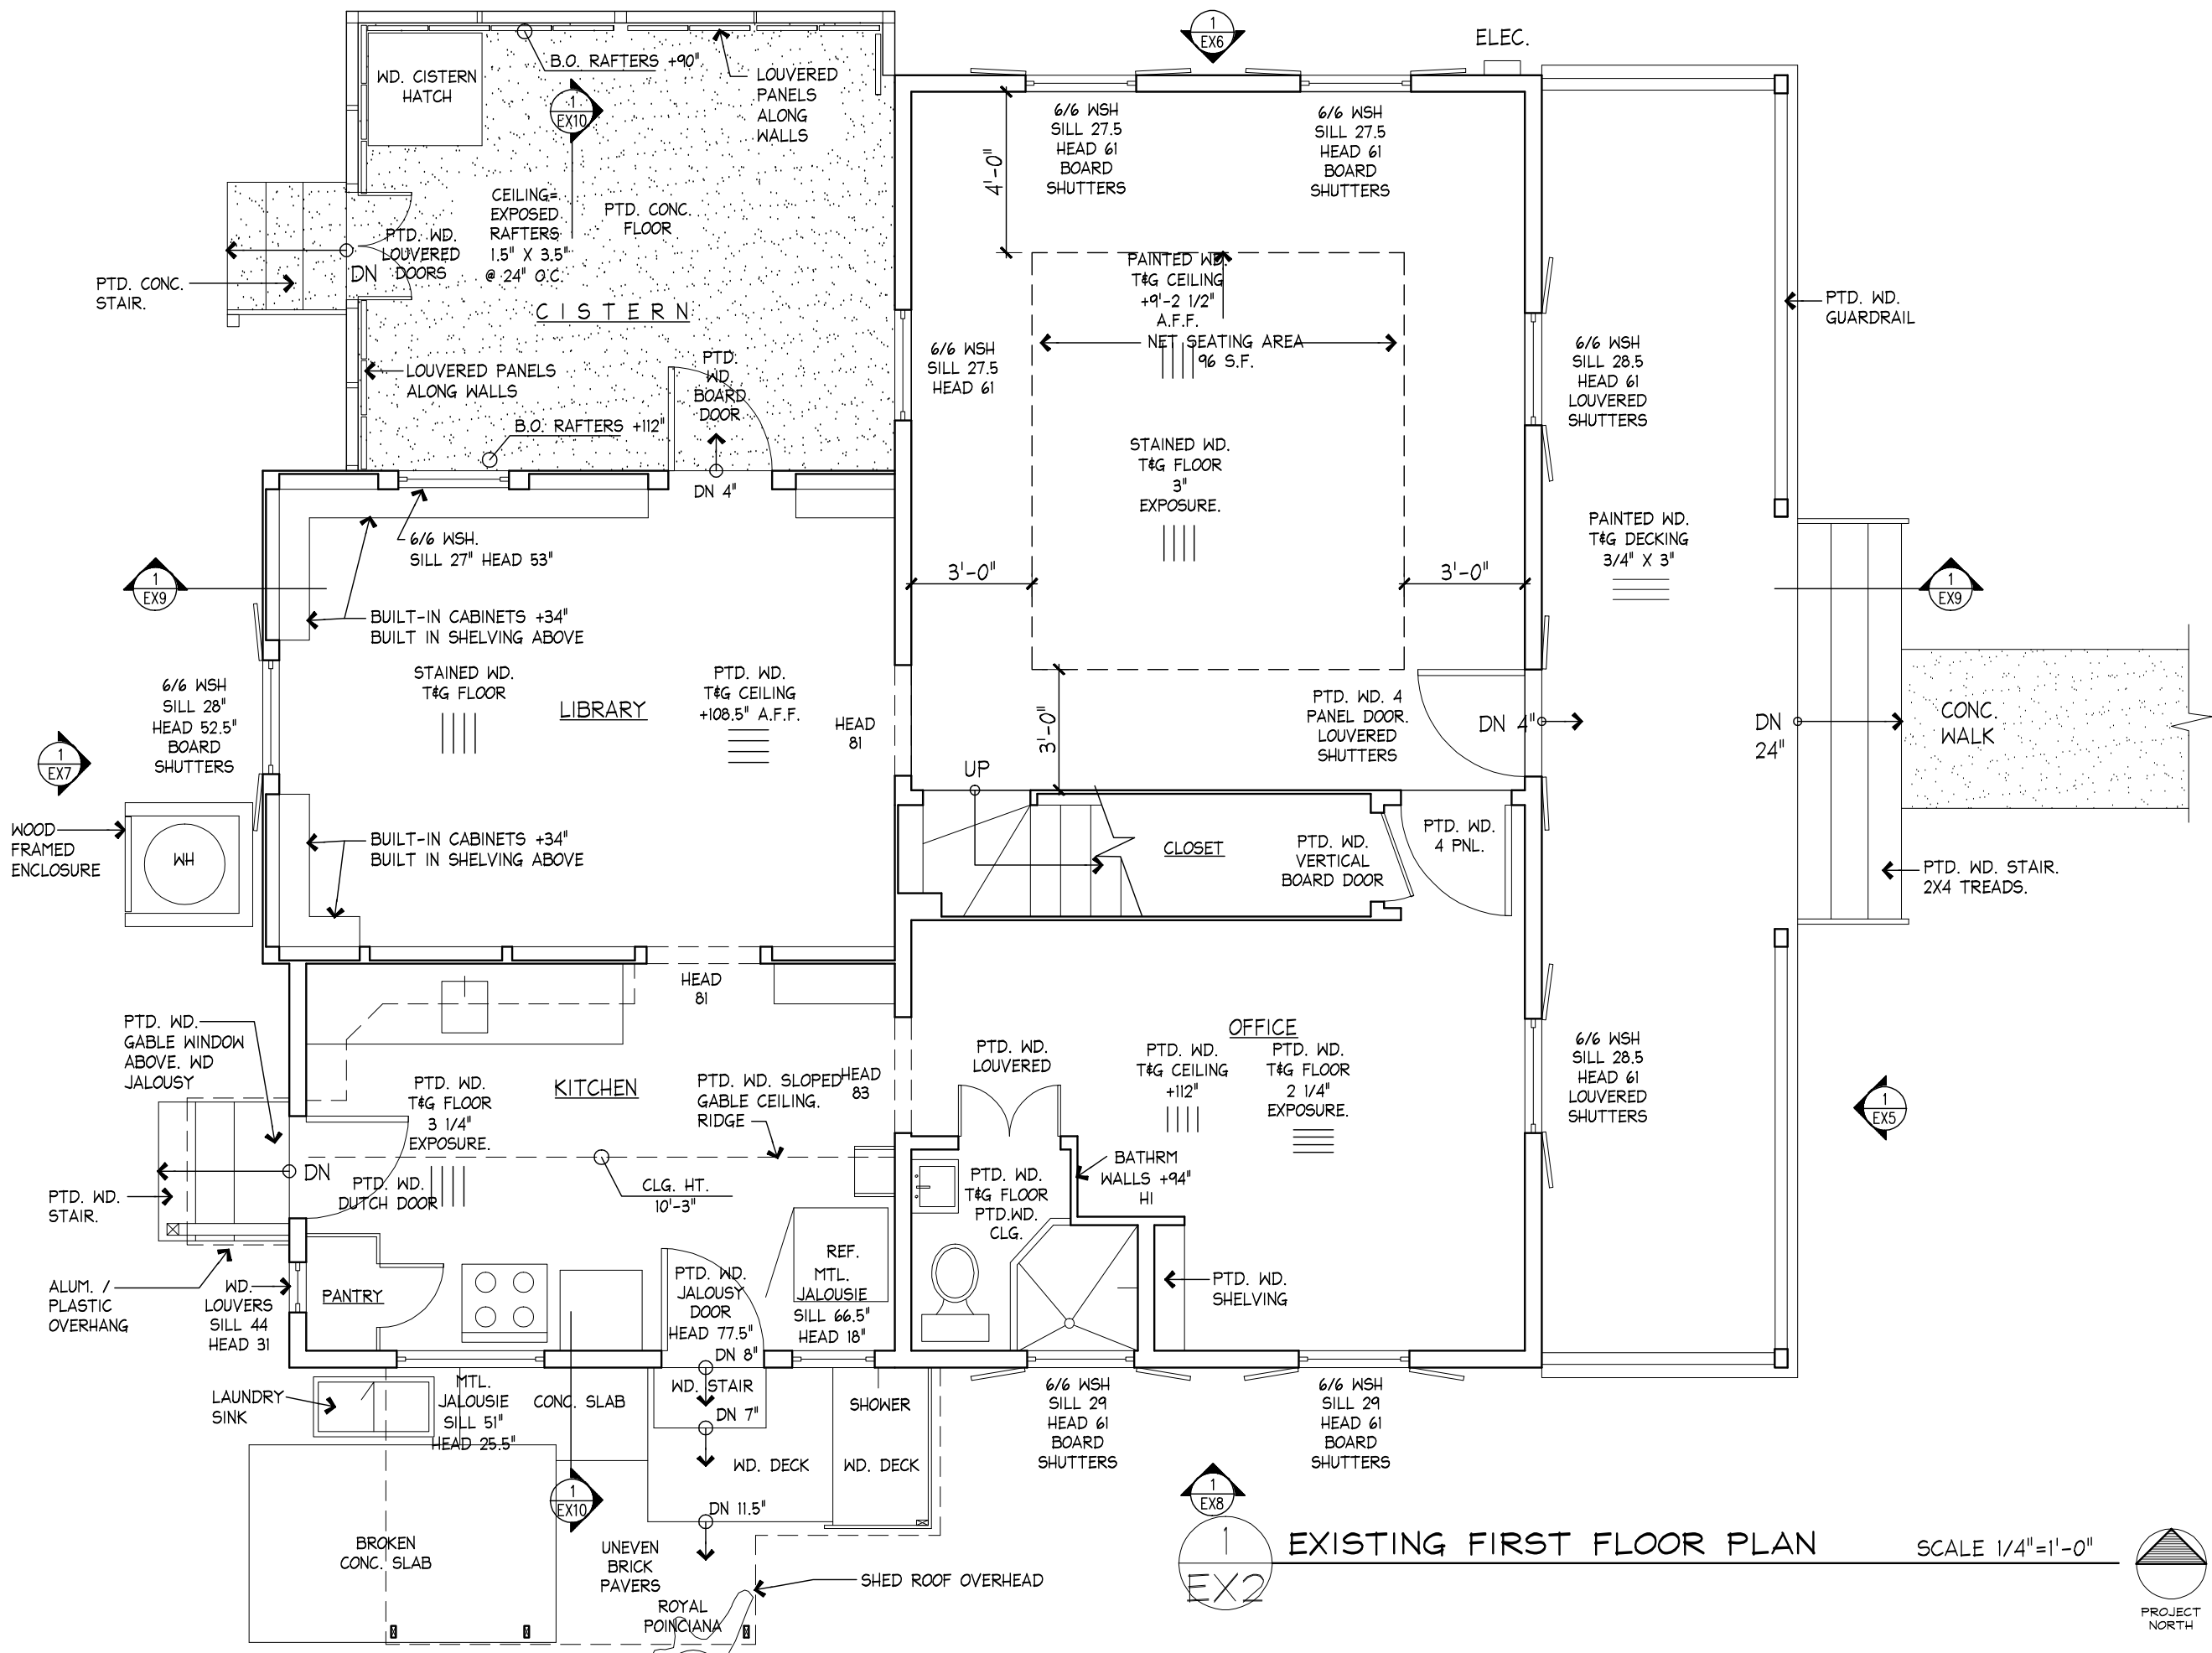 1
EX6
ELEC.
WD. CISTERN
HATCH
B.O. RAFTERS +90"
1
EX10
LOUVERED
PANELS
ALONG
WALLS
6/6 WSH
SILL 27.5
HEAD 61
BOARD
SHUTTERS
6/6 WSH
SILL 27.5
HEAD 61
BOARD
SHUTTERS
4'-0"
CEILING=
EXPOSED
RAFTERS
1.5" X 3.5"
@ 24" O.C.
PTD. CONC.
FLOOR
PTD. WD.
LOUVERED
DOORS
DN
PTD. CONC.
STAIR.
CISTERN
PAINTED WD.
T&G CEILING
+9'-2 1/2"
A.F.F.
NET SEATING AREA
96 S.F.
PTD. WD.
GUARDRAIL
6/6 WSH
SILL 27.5
HEAD 61
6/6 WSH
SILL 28.5
HEAD 61
LOUVERED
SHUTTERS
LOUVERED PANELS
ALONG WALLS
PTD.
WD.
BOARD
DOOR
B.O. RAFTERS +112"
DN 4"
STAINED WD.
T&G FLOOR
3"
EXPOSURE.
6/6 WSH.
SILL 27" HEAD 53"
PAINTED WD.
T&G DECKING
3/4" X 3"
1
EX9
3'-0"
3'-0"
1
EX9
BUILT-IN CABINETS +34"
BUILT IN SHELVING ABOVE
STAINED WD.
T&G FLOOR
LIBRARY
PTD. WD.
T&G CEILING
+108.5" A.F.F.
HEAD
81
6/6 WSH
SILL 28"
HEAD 52.5"
BOARD
SHUTTERS
1
EX7
3'-0"
PTD. WD. 4
PANEL DOOR.
LOUVERED
SHUTTERS
DN 4"
DN
24"
CONC.
WALK
UP
WOOD
FRAMED
ENCLOSURE
WH
BUILT-IN CABINETS +34"
BUILT IN SHELVING ABOVE
CLOSET
PTD. WD.
VERTICAL
BOARD DOOR
PTD. WD.
4 PNL.
PTD. WD. STAIR.
2X4 TREADS.
HEAD
81
PTD. WD.
GABLE WINDOW
ABOVE. WD
JALOUSY
KITCHEN
PTD. WD.
T&G FLOOR
3 1/4"
EXPOSURE.
PTD. WD. SLOPED
GABLE CEILING.
RIDGE
HEAD
83
PTD. WD.
LOUVERED
OFFICE
PTD. WD.
T&G CEILING
+112"
PTD. WD.
T&G FLOOR
2 1/4"
EXPOSURE.
6/6 WSH
SILL 28.5
HEAD 61
LOUVERED
SHUTTERS
1
EX5
DN
PTD. WD.
DUTCH DOOR
PTD. WD.
STAIR.
CLG. HT.
10'-3"
PTD. WD.
T&G FLOOR
PTD.WD.
CLG.
BATHRM
WALLS +94"
HI
ALUM. /
PLASTIC
OVERHANG
WD.
LOUVERS
SILL 44
HEAD 31
PANTRY
PTD. WD.
JALOUSY
DOOR
HEAD 77.5"
REF.
MTL.
JALOUSIE
SILL 66.5"
HEAD 18"
PTD. WD.
SHELVING
DN 8"
WD. STAIR
DN 7"
LAUNDRY
SINK
MTL.
JALOUSIE
SILL 51"
HEAD 25.5"
CONC. SLAB
SHOWER
6/6 WSH
SILL 29
HEAD 61
BOARD
SHUTTERS
6/6 WSH
SILL 29
HEAD 61
BOARD
SHUTTERS
WD. DECK
WD. DECK
1
EX10
DN 11.5"
1
EX8
BROKEN
CONC. SLAB
UNEVEN
BRICK
PAVERS
SHED ROOF OVERHEAD
ROYAL
POINCIANA
1
EX2
EXISTING FIRST FLOOR PLAN
SCALE 1/4"=1'-0"
PROJECT
NORTH